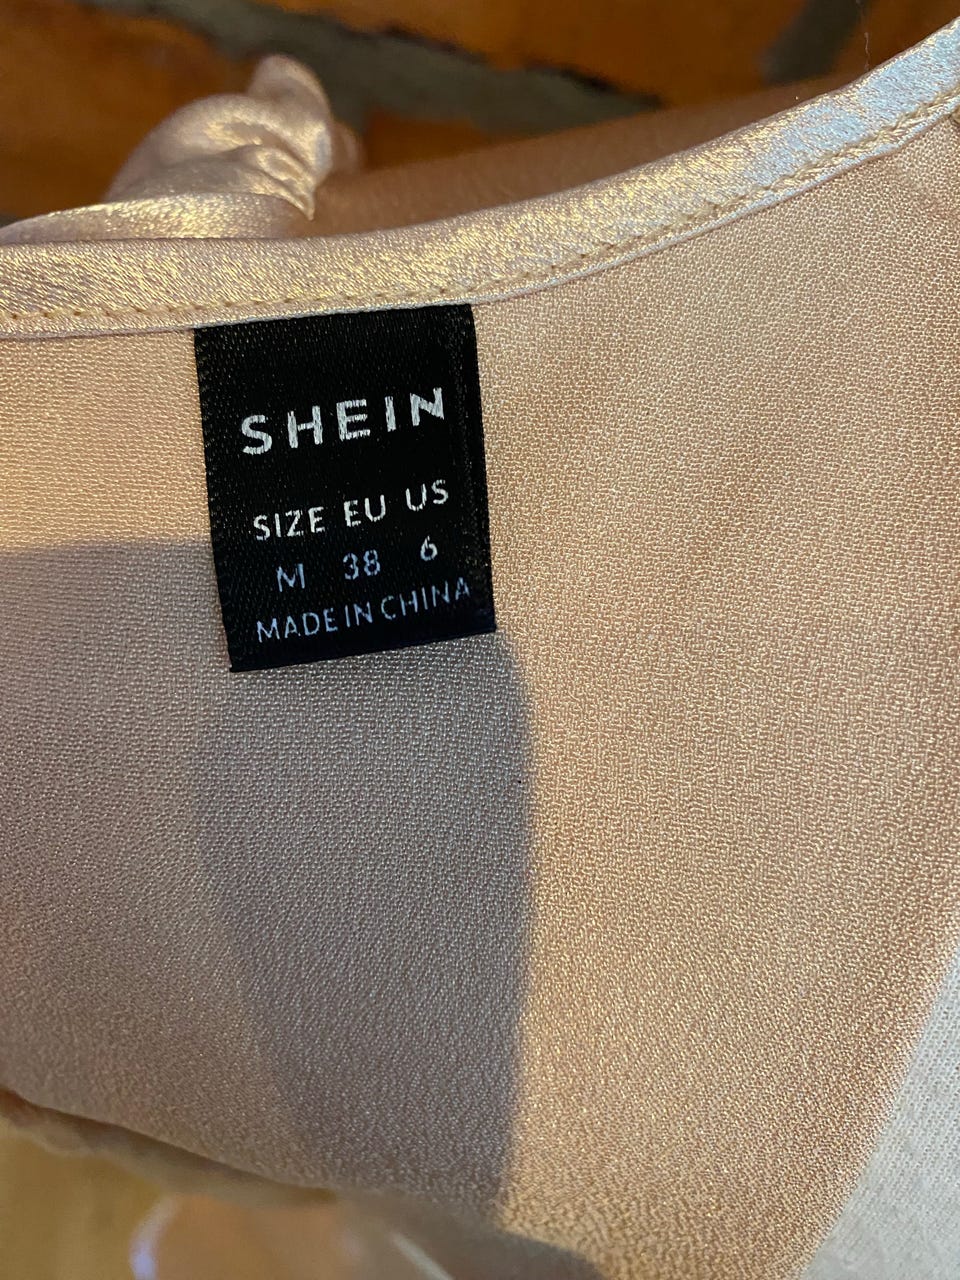 SHEIN
SIZE EU US
M 38 6
MADE IN CHINA